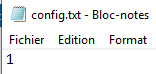 config.txt - Bloc-notes
Fichier Edition Format
1